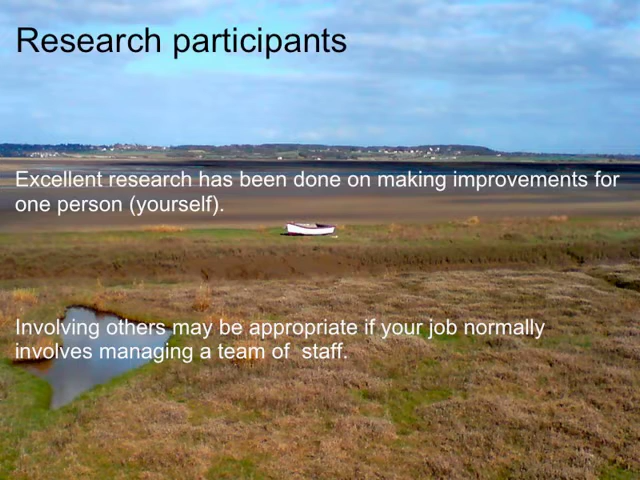 Research participants
Excellent research has been done on making improvements for
one person (yourself).
Involving others may be appropriate if your job normally
involves managing a team of  staff.